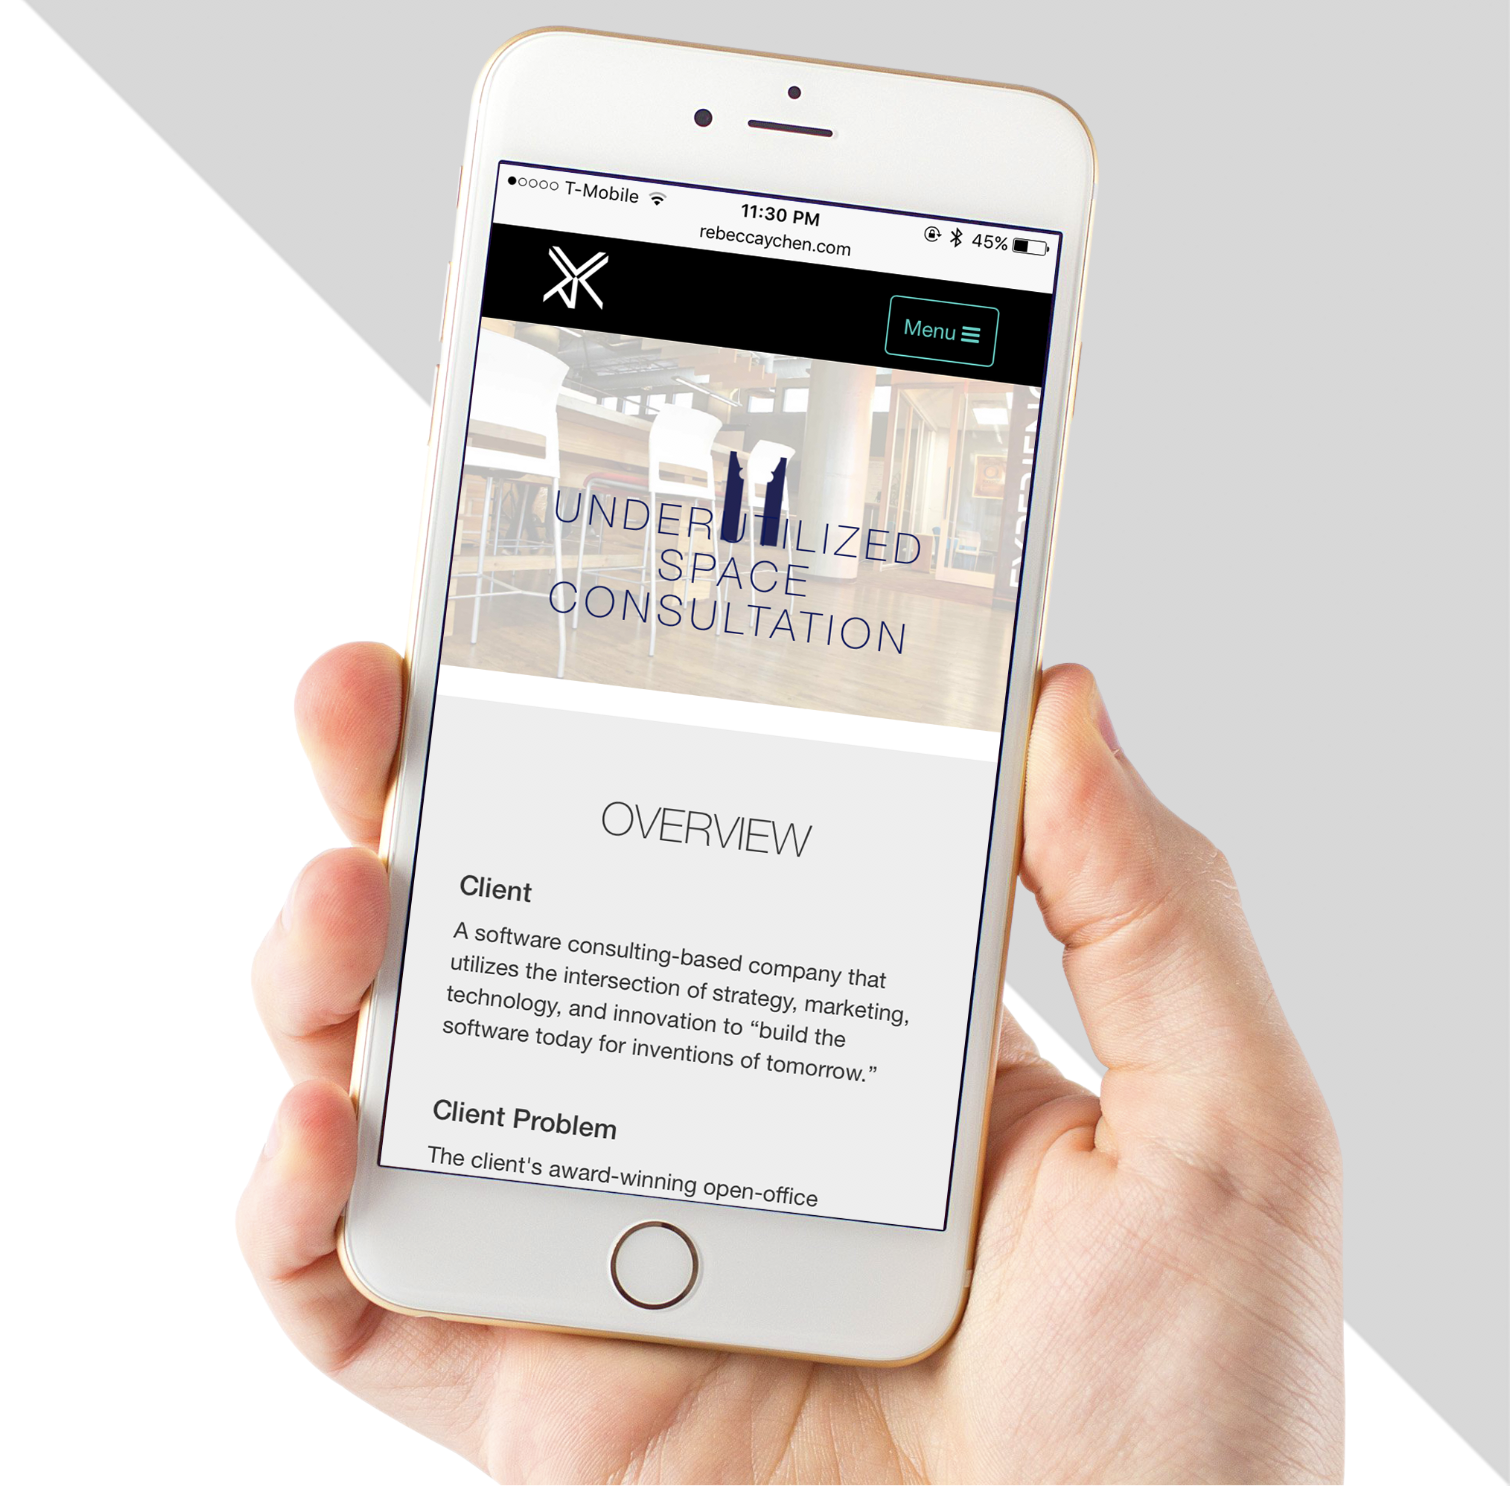 T-Mobile
11:30 PM
45%
rebeccaychen.com
Menu
UNDERUTILIZED
SPACE
CONSULTATION
OVERVIEW
Client
A software consulting-based company that
utilizes the intersection of strategy, marketing,
technology, and innovation to “build the
software today for inventions of tomorrow.”
Client Problem
The client's award-winning open-office